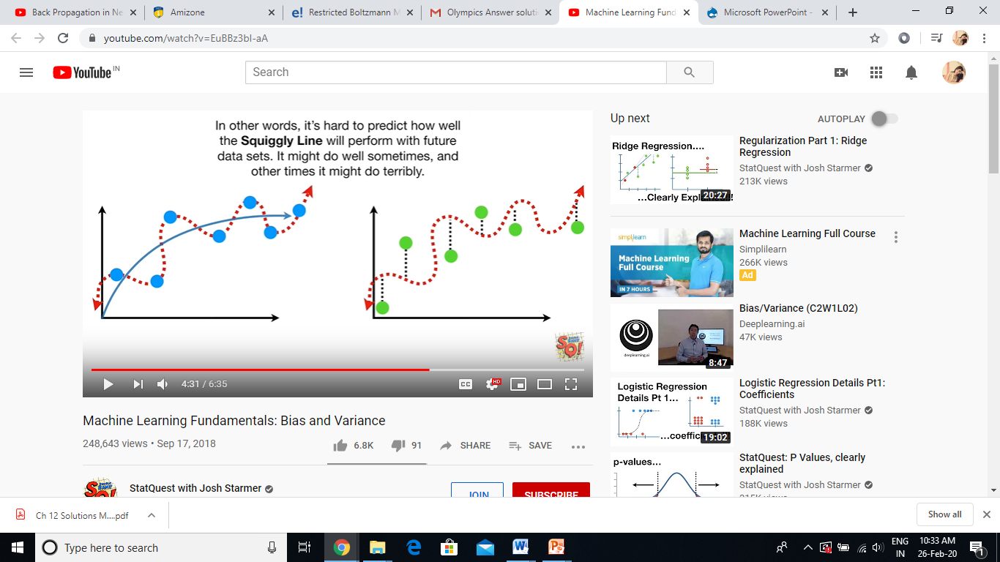 Back Propagation in Ne
Amizone
Restricted Boltzmann M
Olympics Answer soluti
Machine Learning Fund
Microsoft PowerPoint -
youtube.com/watch?v=EuBBz3bI-aA
YouTube IN
Search
In other words, it's hard to predict how well
the Squiggly Line will perform with future
data sets. It might do well sometimes, and
other times it might do terribly.
4:31 / 6:35
CC
HD
Machine Learning Fundamentals: Bias and Variance
248,643 views • Sep 17, 2018
6.8K
91
SHARE
SAVE
StatQuest with Josh Starmer
JOIN
SUBSCRIBE
Up next
AUTOPLAY
Ridge Regression….
…Clearly Expl
20:27
Regularization Part 1: Ridge
Regression
StatQuest with Josh Starmer
213K views
simplilearn
Machine Learning
Full Course
IN 7 HOURS
Machine Learning Full Course
Simplilearn
266K views
Ad
deeplearning.ai
8:47
Bias/Variance (C2W1L02)
Deeplearning.ai
47K views
Logistic Regression
Details Pt 1…
…coeffic
19:02
Logistic Regression Details Pt1:
Coefficients
StatQuest with Josh Starmer
188K views
p-values…
StatQuest: P Values, clearly
explained
StatQuest with Josh Starmer
Ch 12 Solutions M....pdf
Show all
Type here to search
ENG
IN
10:33 AM
26-Feb-20
1